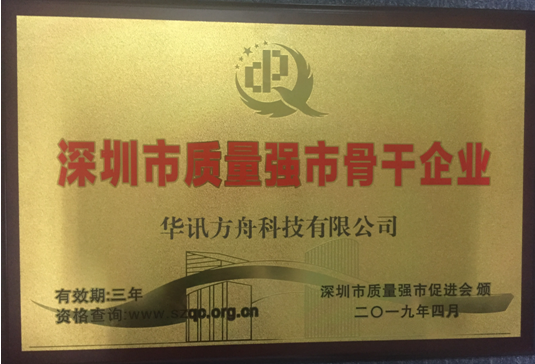 深圳市质量强市骨干企业
华讯方舟科技有限公司
有效期:三年
资格查询:www.szqp.org.cn
深圳市质量强市促进会 颁
二〇一九年四月